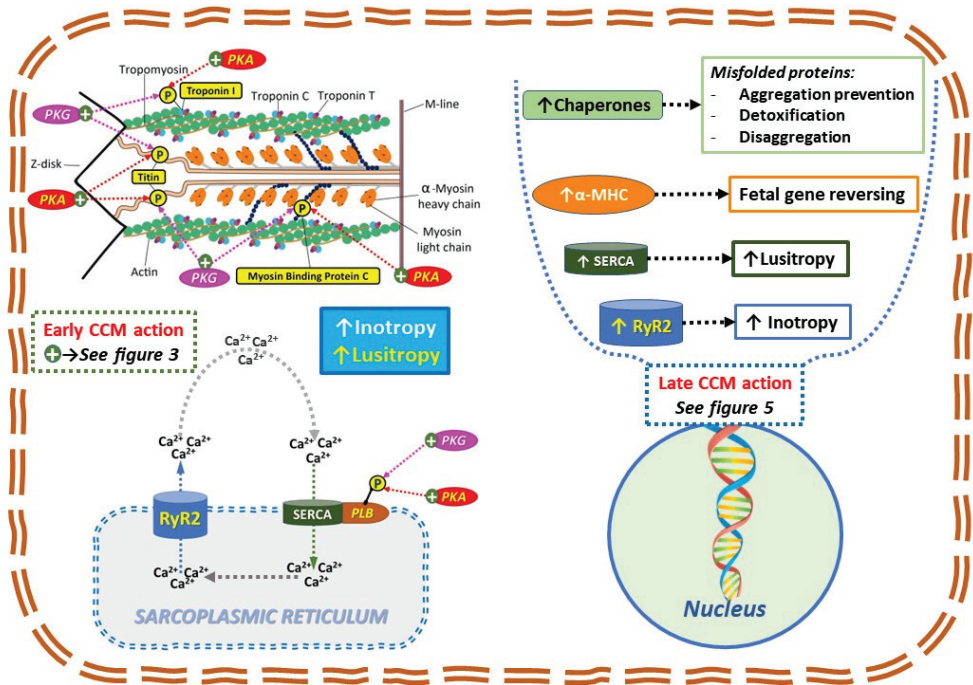 Tropomyosin
+ PKA
P
Troponin I
Troponin C
Troponin T
M-line
PKG +
Z-disk
P
Titin
P
PKA +
P
α-Myosin
heavy chain
Myosin
light chain
Actin
+
PKG
Myosin Binding Protein C
+
PKA
Early CCM action
+→See figure 3
↑Inotropy
↑Lusitropy
Ca²⁺ Ca²⁺
Ca²⁺
Ca²⁺ Ca²⁺
Ca²⁺
Ca²⁺ Ca²⁺
Ca²⁺
+ PKG
P
+ PKA
RyR2
SERCA
PLB
Ca²⁺ Ca²⁺
Ca²⁺
Ca²⁺ Ca²⁺
Ca²⁺
SARCOPLASMIC RETICULUM
↑Chaperones
Misfolded proteins:
- Aggregation prevention
- Detoxification
- Disaggregation
↑α-MHC
Fetal gene reversing
↑ SERCA
↑Lusitropy
↑ RyR2
↑ Inotropy
Late CCM action
See figure 5
Nucleus